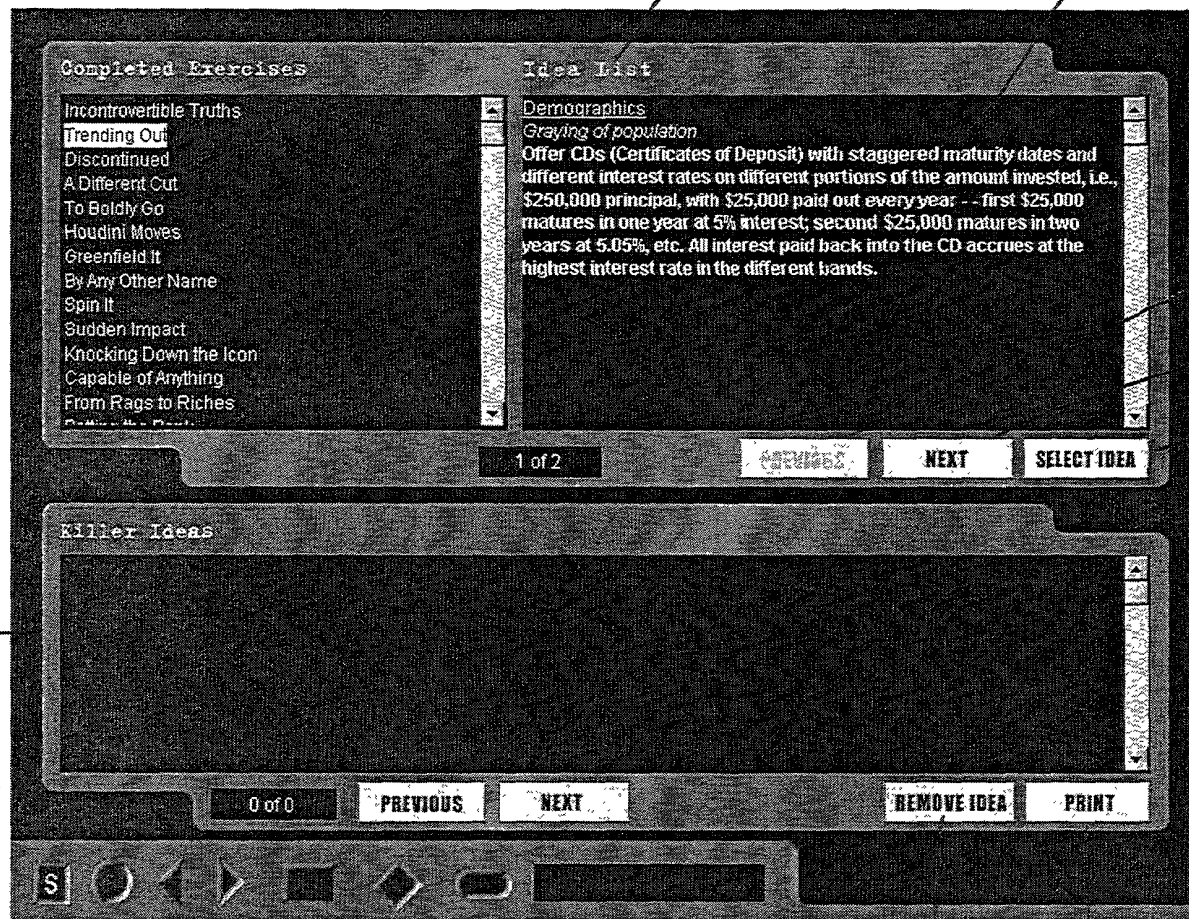 Completed Exercises
Incontrovertible Truths
Trending Out
Discontinued
A Different Cut
To Boldly Go
Houdini Moves
Greenfield It
By Any Other Name
Spin It
Sudden Impact
Knocking Down the Icon
Capable of Anything
From Rags to Riches
Idea List
Demographics
Graying of population
Offer CDs (Certificates of Deposit) with staggered maturity dates and
different interest rates on different portions of the amount invested, i.e.,
$250,000 principal, with $25,000 paid out every year - - first $25,000
matures in one year at 5% interest; second $25,000 matures in two
years at 5.05%, etc. All interest paid back into the CD accrues at the
highest interest rate in the different bands.
1 of 2
PREVIOUS
NEXT
SELECT IDEA
Killer Ideas
0 of 0
PREVIOUS
NEXT
REMOVE IDEA
PRINT
S